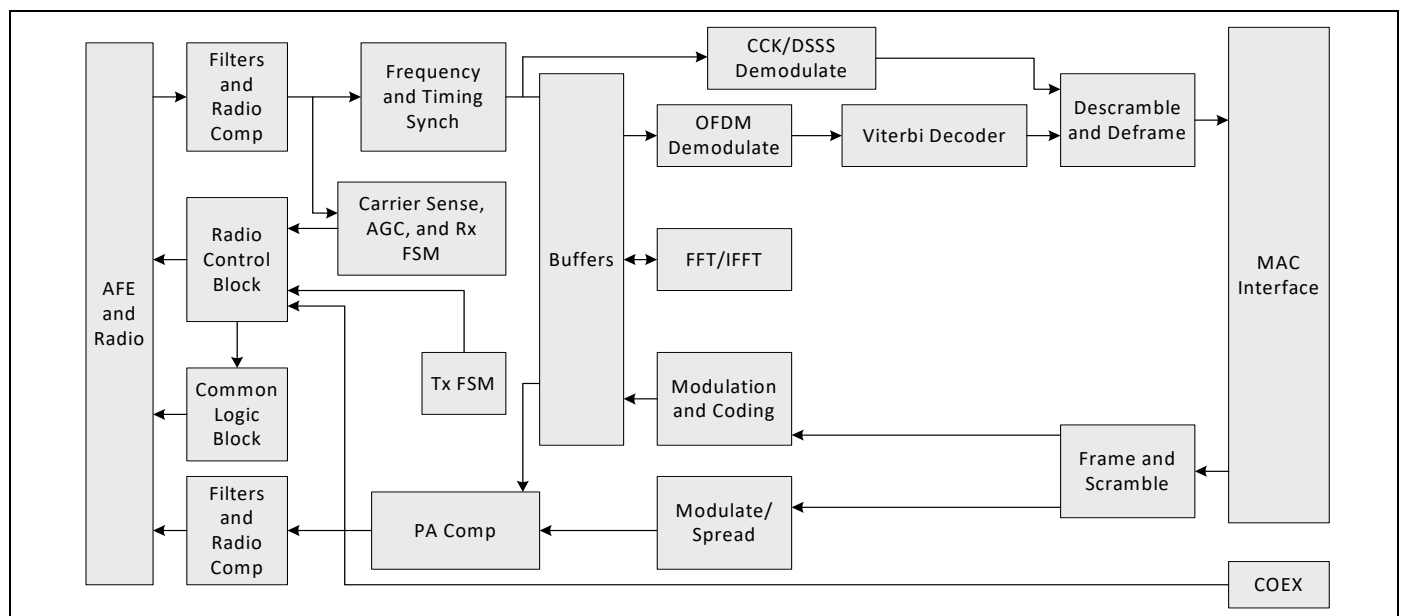 AFE
and
Radio
Filters
and
Radio
Comp
Frequency
and Timing
Synch
CCK/DSSS
Demodulate
OFDM
Demodulate
Viterbi Decoder
Descramble
and Deframe
MAC
Interface
Carrier Sense,
AGC, and Rx
FSM
Radio
Control
Block
Buffers
FFT/IFFT
Tx FSM
Common
Logic
Block
Modulation
and Coding
Frame and
Scramble
Filters
and
Radio
Comp
PA Comp
Modulate/
Spread
COEX